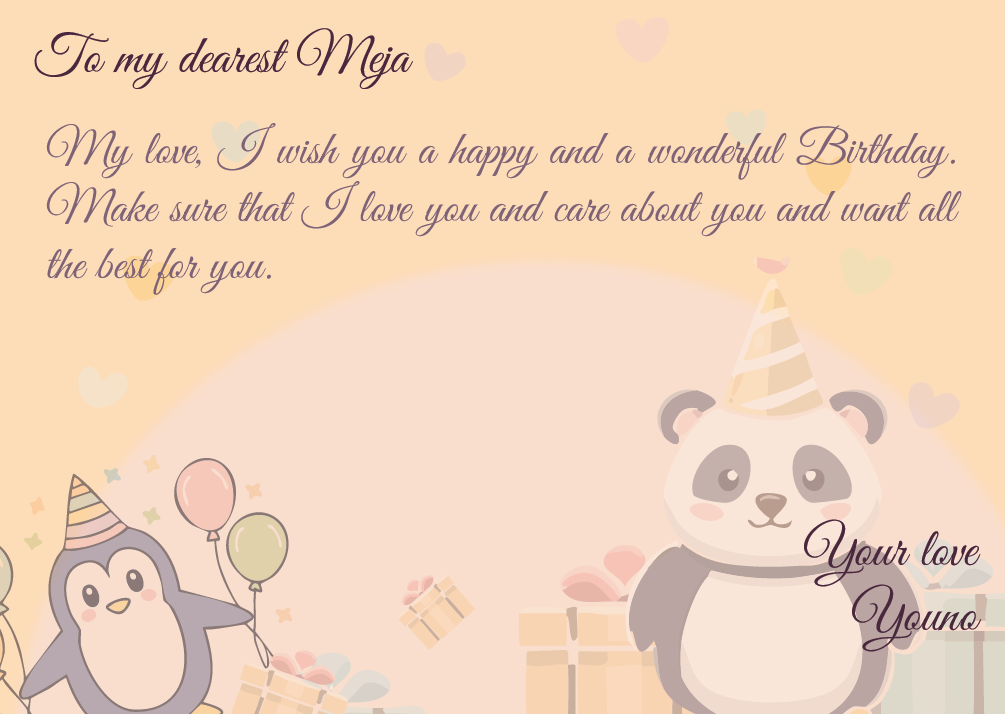 To my dearest Meja
My love, I wish you a happy and a wonderful Birthday.
Make sure that I love you and care about you and want all
the best for you.
Your love
Youno